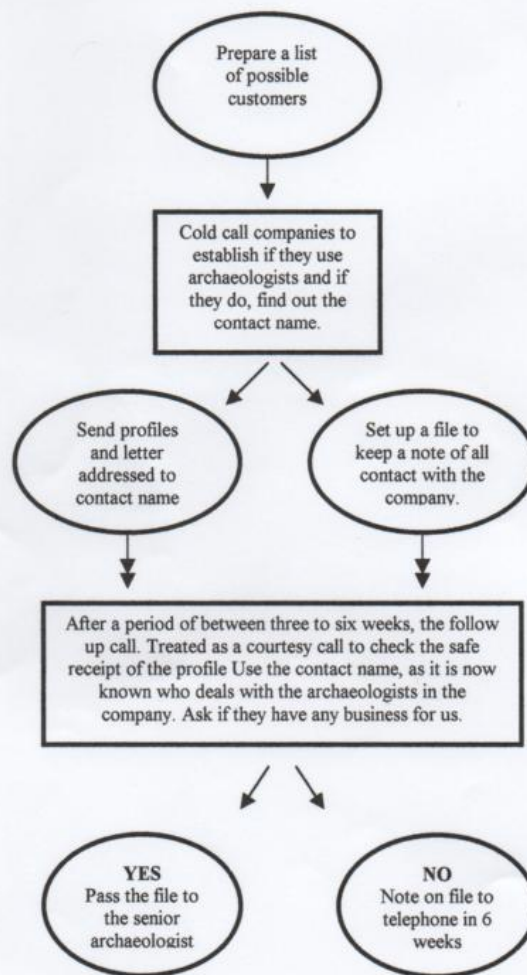 Prepare a list
of possible
customers
Cold call companies to
establish if they use
archaeologists and if
they do, find out the
contact name.
Send profiles
and letter
addressed to
contact name
Set up a file to
keep a note of all
contact with the
company.
After a period of between three to six weeks, the follow
up call. Treated as a courtesy call to check the safe
receipt of the profile Use the contact name, as it is now
known who deals with the archaeologists in the
company. Ask if they have any business for us.
YES
Pass the file to
the senior
archaeologist
NO
Note on file to
telephone in 6
weeks